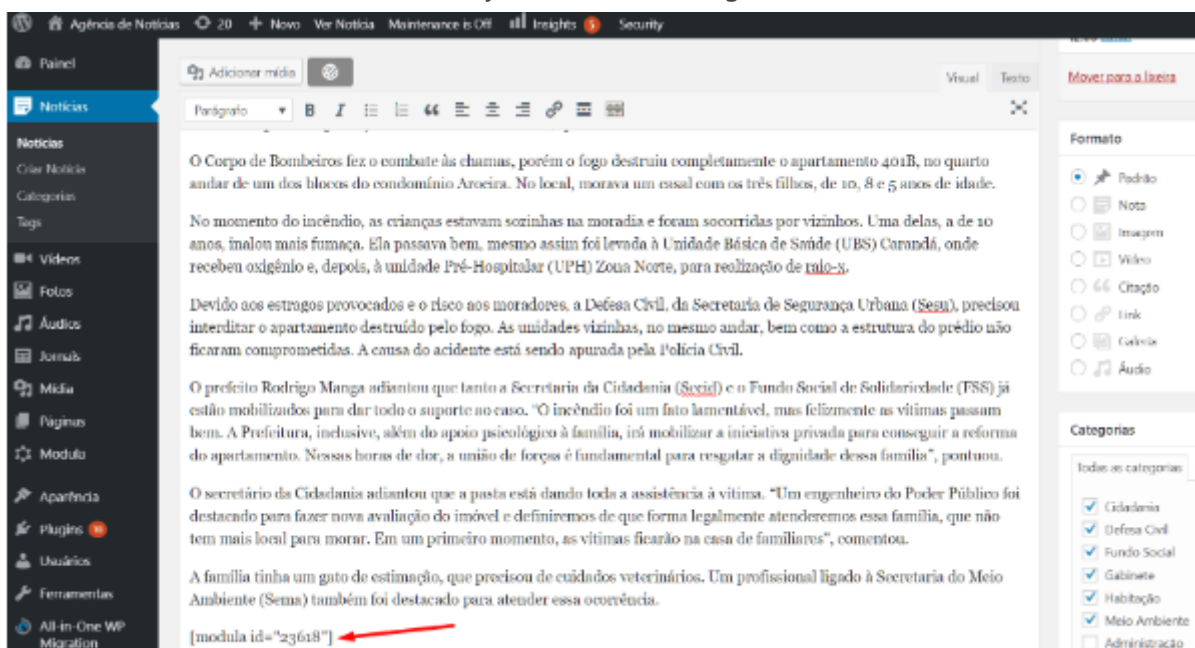 Agência de Notícias 20 Novo Ver Notícia Maintenance is Off Insights 5 Security
Painel
Notícias
Notícias
Criar Notícia
Categorias
Tags
Vídeos
Fotos
Áudios
Jornais
Mídia
Páginas
Modula
Aparência
Plugins
Usuários
Ferramentas
All-in-One WP
Migration
Adicionar mídia
Visual Texto
Parágrafo B I
O Corpo de Bombeiros fez o combate às chamas, porém o fogo destruiu completamente o apartamento 401B, no quarto
andar de um dos blocos do condomínio Aroeira. No local, morava um casal com os três filhos, de 10, 8 e 5 anos de idade.
No momento do incêndio, as crianças estavam sozinhas na moradia e foram socorridas por vizinhos. Uma delas, a de 10
anos, inalou mais fumaça. Ela passava bem, mesmo assim foi levada à Unidade Básica de Saúde (UBS) Carandá, onde
recebeu oxigênio e, depois, à unidade Pré-Hospitalar (UPH) Zona Norte, para realização de raio-x.
Devido aos estragos provocados e o risco aos moradores, a Defesa Civil, da Secretaria de Segurança Urbana (Sesu), precisou
interditar o apartamento destruído pelo fogo. As unidades vizinhas, no mesmo andar, bem como a estrutura do prédio não
ficaram comprometidas. A causa do acidente está sendo apurada pela Polícia Civil.
O prefeito Rodrigo Manga adiantou que tanto a Secretaria da Cidadania (Secid) e o Fundo Social de Solidariedade (FSS) já
estão mobilizados para dar todo o suporte ao caso. "O incêndio foi um fato lamentável, mas felizmente as vítimas passam
bem. A Prefeitura, inclusive, além do apoio psicológico à família, irá mobilizar a iniciativa privada para conseguir a reforma
do apartamento. Nessas horas de dor, a união de forças é fundamental para resgatar a dignidade dessa família", pontuou.
O secretário da Cidadania adiantou que a pasta está dando toda a assistência à vítima. "Um engenheiro do Poder Público foi
destacado para fazer nova avaliação do imóvel e definiremos de que forma legalmente atenderemos essa família, que não
tem mais local para morar. Em um primeiro momento, as vítimas ficarão na casa de familiares", comentou.
A família tinha um gato de estimação, que precisou de cuidados veterinários. Um profissional ligado à Secretaria do Meio
Ambiente (Sema) também foi destacado para atender essa ocorrência.
[modula id="23618"]
Mover para a lixeira
Formato
Padrão
Nota
Imagem
Vídeo
Citação
Link
Galeria
Áudio
Categorias
Todas as categorias
Cidadania
Defesa Civil
Fundo Social
Gabinete
Habitação
Meio Ambiente
Administração